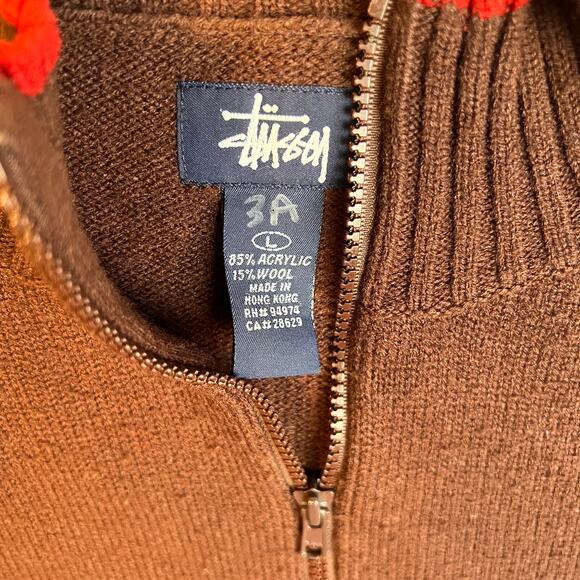 Stüssy
3A
L
85% ACRYLIC
15% WOOL
MADE IN
HONG KONG
RN# 94974
CA# 28629